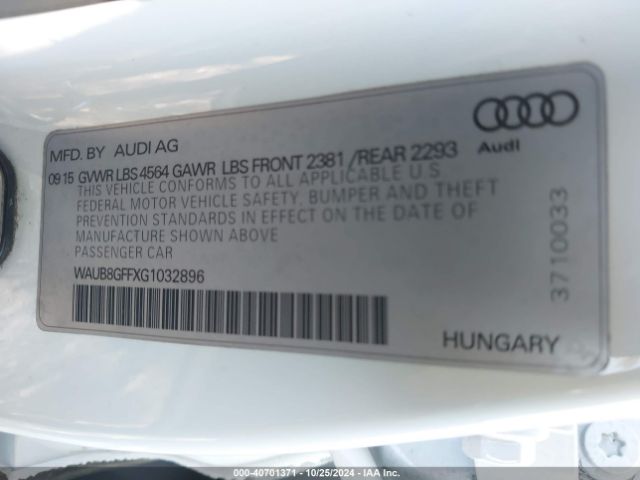 MFD. BY AUDI AG
09 15 GVWR LBS 4564 GAWR LBS FRONT 2381 /REAR 2293
Audi
THIS VEHICLE CONFORMS TO ALL APPLICABLE U S
FEDERAL MOTOR VEHICLE SAFETY, BUMPER AND THEFT
PREVENTION STANDARDS IN EFFECT ON THE DATE OF
MANUFACTURE SHOWN ABOVE
PASSENGER CAR
WAUB8GFFXG1032896
3710033
HUNGARY
000-40701371 - 10/25/2024 - IAA Inc.